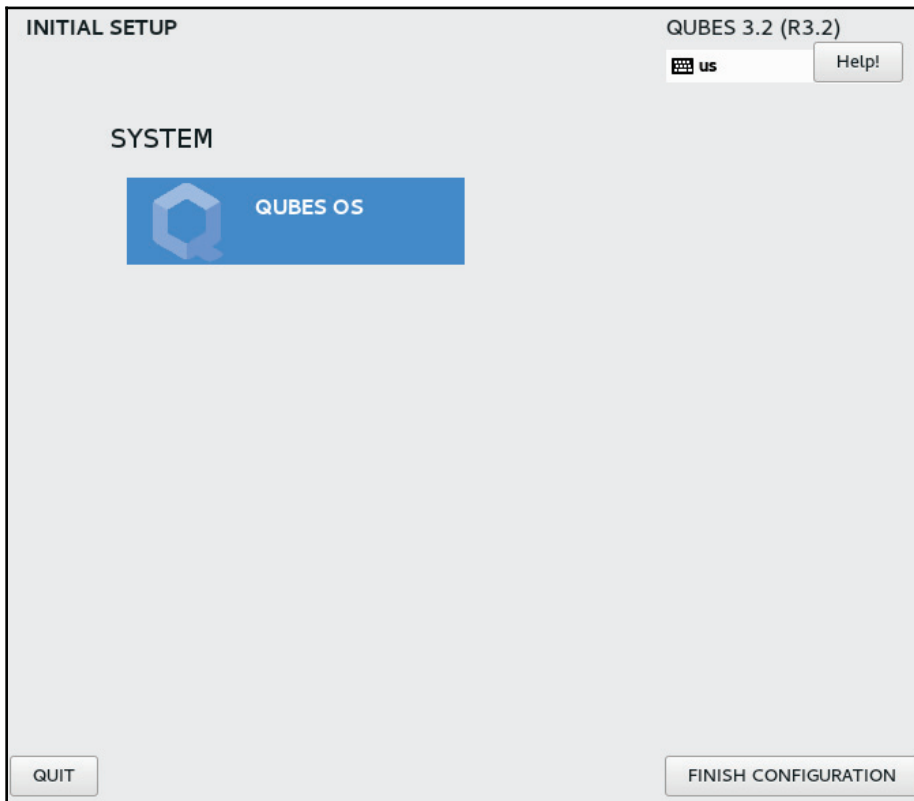 INITIAL SETUP
QUBES 3.2 (R3.2)
us
Help!
SYSTEM
QUBES OS
QUIT
FINISH CONFIGURATION